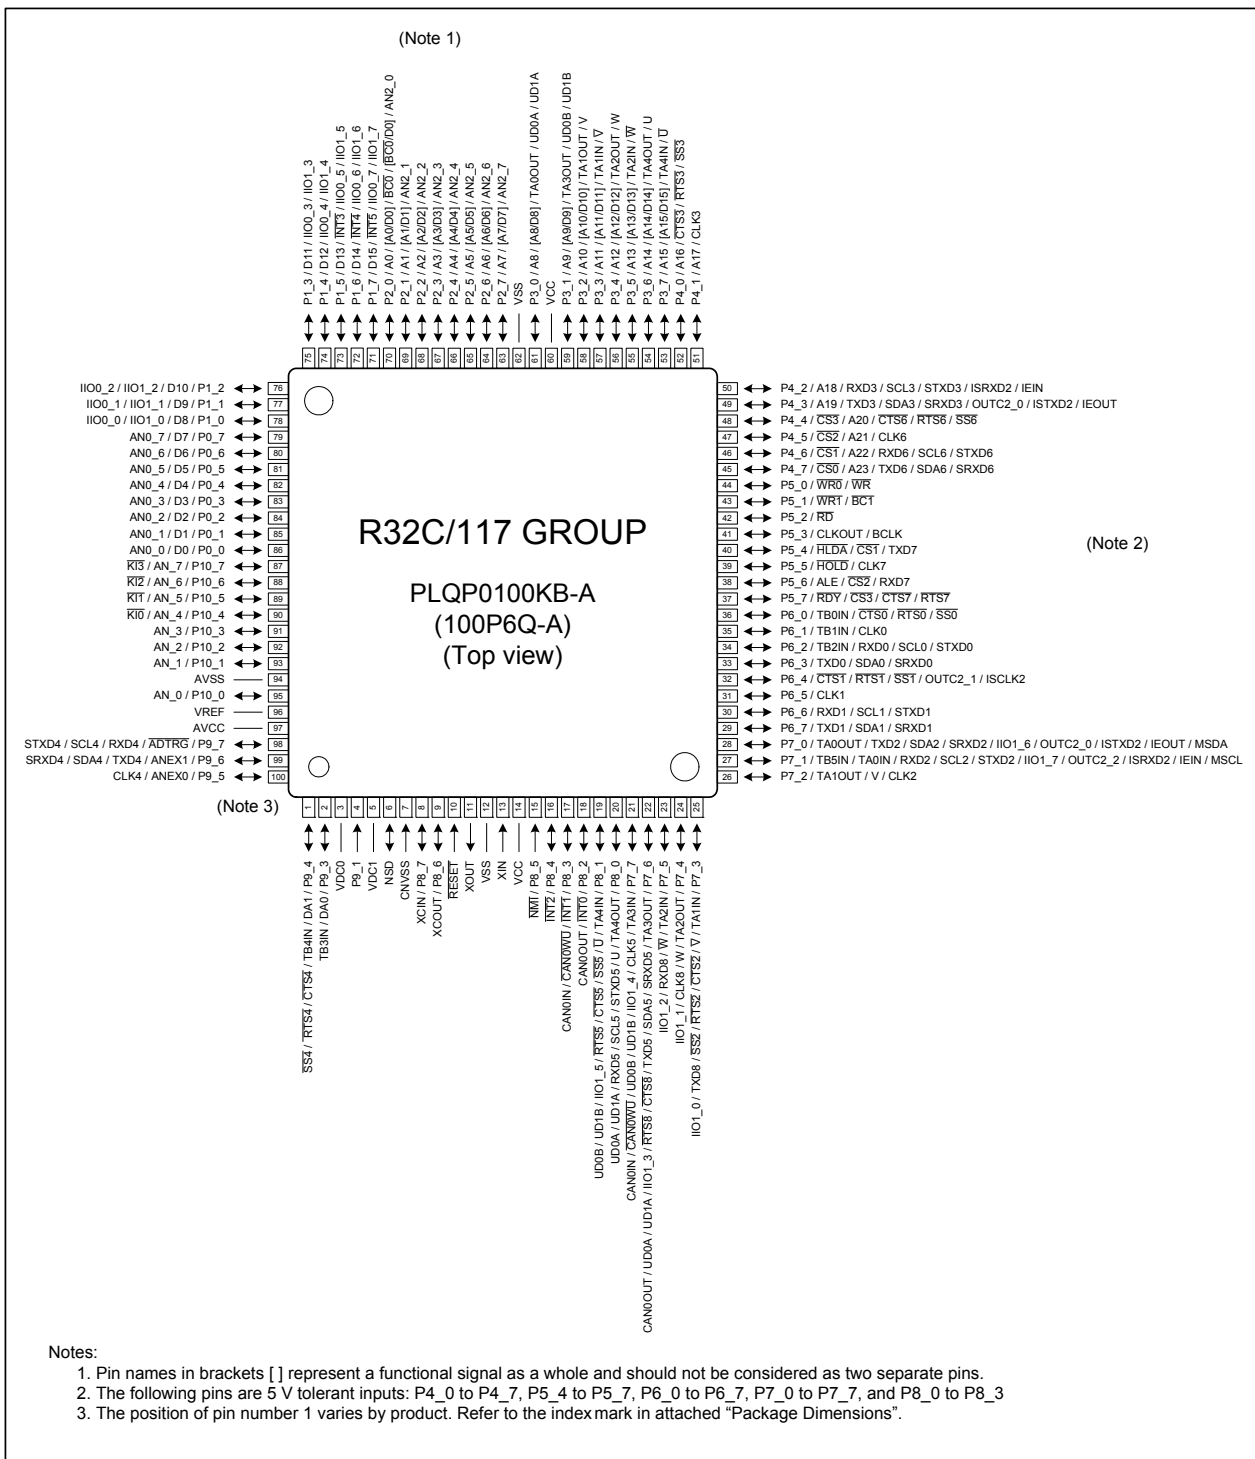 (Note 1)
P1_3 / D11 / IIO0_3 / IIO1_3
P1_4 / D12 / IIO0_4 / IIO1_4
P1_5 / D13 / INT3 / IIO0_5 / IIO1_5
P1_6 / D14 / INT4 / IIO0_6 / IIO1_6
P1_7 / D15 / INT5 / IIO0_7 / IIO1_7
P2_0 / A0 / [A0/D0] / BC0 / [BC0/D0] / AN2_0
P2_1 / A1 / [A1/D1] / AN2_1
P2_2 / A2 / [A2/D2] / AN2_2
P2_3 / A3 / [A3/D3] / AN2_3
P2_4 / A4 / [A4/D4] / AN2_4
P2_5 / A5 / [A5/D5] / AN2_5
P2_6 / A6 / [A6/D6] / AN2_6
P2_7 / A7 / [A7/D7] / AN2_7
VSS
P3_0 / A8 / [A8/D8] / TA0OUT / UD0A / UD1A
VCC
P3_1 / A9 / [A9/D9] / TA3OUT / UD0B / UD1B
P3_2 / A10 / [A10/D10] / TA1OUT / V
P3_3 / A11 / [A11/D11] / TA1IN / V
P3_4 / A12 / [A12/D12] / TA2OUT / W
P3_5 / A13 / [A13/D13] / TA2IN / W
P3_6 / A14 / [A14/D14] / TA4OUT / U
P3_7 / A15 / [A15/D15] / TA4IN / U
P4_0 / A16 / CTS3 / RTS3 / SS3
P4_1 / A17 / CLK3
75 74 73 72 71 70 69 68 67 66 65 64 63 62 61 60 59 58 57 56 55 54 53 52 51
IIO0_2 / IIO1_2 / D10 / P1_2 76
IIO0_1 / IIO1_1 / D9 / P1_1 77
IIO0_0 / IIO1_0 / D8 / P1_0 78
AN0_7 / D7 / P0_7 79
AN0_6 / D6 / P0_6 80
AN0_5 / D5 / P0_5 81
AN0_4 / D4 / P0_4 82
AN0_3 / D3 / P0_3 83
AN0_2 / D2 / P0_2 84
AN0_1 / D1 / P0_1 85
AN0_0 / D0 / P0_0 86
KI3 / AN_7 / P10_7 87
KI2 / AN_6 / P10_6 88
KI1 / AN_5 / P10_5 89
KI0 / AN_4 / P10_4 90
AN_3 / P10_3 91
AN_2 / P10_2 92
AN_1 / P10_1 93
AVSS 94
AN_0 / P10_0 95
VREF 96
AVCC 97
STXD4 / SCL4 / RXD4 / ADTRG / P9_7 98
SRXD4 / SDA4 / TXD4 / ANEX1 / P9_6 99
CLK4 / ANEX0 / P9_5 100
R32C/117 GROUP
PLQP0100KB-A
(100P6Q-A)
(Top view)
50 P4_2 / A18 / RXD3 / SCL3 / STXD3 / ISRXD2 / IEIN
49 P4_3 / A19 / TXD3 / SDA3 / SRXD3 / OUTC2_0 / ISTXD2 / IEOUT
48 P4_4 / CS3 / A20 / CTS6 / RTS6 / SS6
47 P4_5 / CS2 / A21 / CLK6
46 P4_6 / CS1 / A22 / RXD6 / SCL6 / STXD6
45 P4_7 / CS0 / A23 / TXD6 / SDA6 / SRXD6
44 P5_0 / WR0 / WR
43 P5_1 / WR1 / BC1
42 P5_2 / RD
41 P5_3 / CLKOUT / BCLK
40 P5_4 / HLDA / CS1 / TXD7
39 P5_5 / HOLD / CLK7
38 P5_6 / ALE / CS2 / RXD7
37 P5_7 / RDY / CS3 / CTS7 / RTS7
36 P6_0 / TB0IN / CTS0 / RTS0 / SS0
35 P6_1 / TB1IN / CLK0
34 P6_2 / TB2IN / RXD0 / SCL0 / STXD0
33 P6_3 / TXD0 / SDA0 / SRXD0
32 P6_4 / CTS1 / RTS1 / SS1 / OUTC2_1 / ISCLK2
31 P6_5 / CLK1
30 P6_6 / RXD1 / SCL1 / STXD1
29 P6_7 / TXD1 / SDA1 / SRXD1
28 P7_0 / TA0OUT / TXD2 / SDA2 / SRXD2 / IIO1_6 / OUTC2_0 / ISTXD2 / IEOUT / MSDA
27 P7_1 / TB5IN / TA0IN / RXD2 / SCL2 / STXD2 / IIO1_7 / OUTC2_2 / ISRXD2 / IEIN / MSCL
26 P7_2 / TA1OUT / V / CLK2
(Note 2)
(Note 3)
1 2 3 4 5 6 7 8 9 10 11 12 13 14 15 16 17 18 19 20 21 22 23 24 25
SS4 / RTS4 / CTS4 / TB4IN / DA1 / P9_4
TB3IN / DA0 / P9_3
VDC0
P9_1
VDC1
NSD
CNVSS
XCIN / P8_7
XCOUT / P8_6
RESET
XOUT
VSS
XIN
VCC
NMI / P8_5
INT2 / P8_4
CAN0IN / CAN0WU / INT1 / P8_3
CAN0OUT / INT0 / P8_2
UD0B / UD1B / IIO1_5 / RTS5 / CTS5 / SS5 / U / TA4IN / P8_1
UD0A / UD1A / RXD5 / SCL5 / STXD5 / U / TA4OUT / P8_0
CAN0IN / CAN0WU / UD0B / UD1B / IIO1_4 / CLK5 / TA3IN / P7_7
CAN0OUT / UD0A / UD1A / IIO1_3 / RTS8 / CTS8 / TXD5 / SDA5 / SRXD5 / TA3OUT / P7_6
IIO1_2 / RXD8 / W / TA2IN / P7_5
IIO1_1 / CLK8 / W / TA2OUT / P7_4
IIO1_0 / TXD8 / SS2 / RTS2 / CTS2 / V / TA1IN / P7_3
Notes:
1. Pin names in brackets [ ] represent a functional signal as a whole and should not be considered as two separate pins.
2. The following pins are 5 V tolerant inputs: P4_0 to P4_7, P5_4 to P5_7, P6_0 to P6_7, P7_0 to P7_7, and P8_0 to P8_3
3. The position of pin number 1 varies by product. Refer to the index mark in attached “Package Dimensions”.